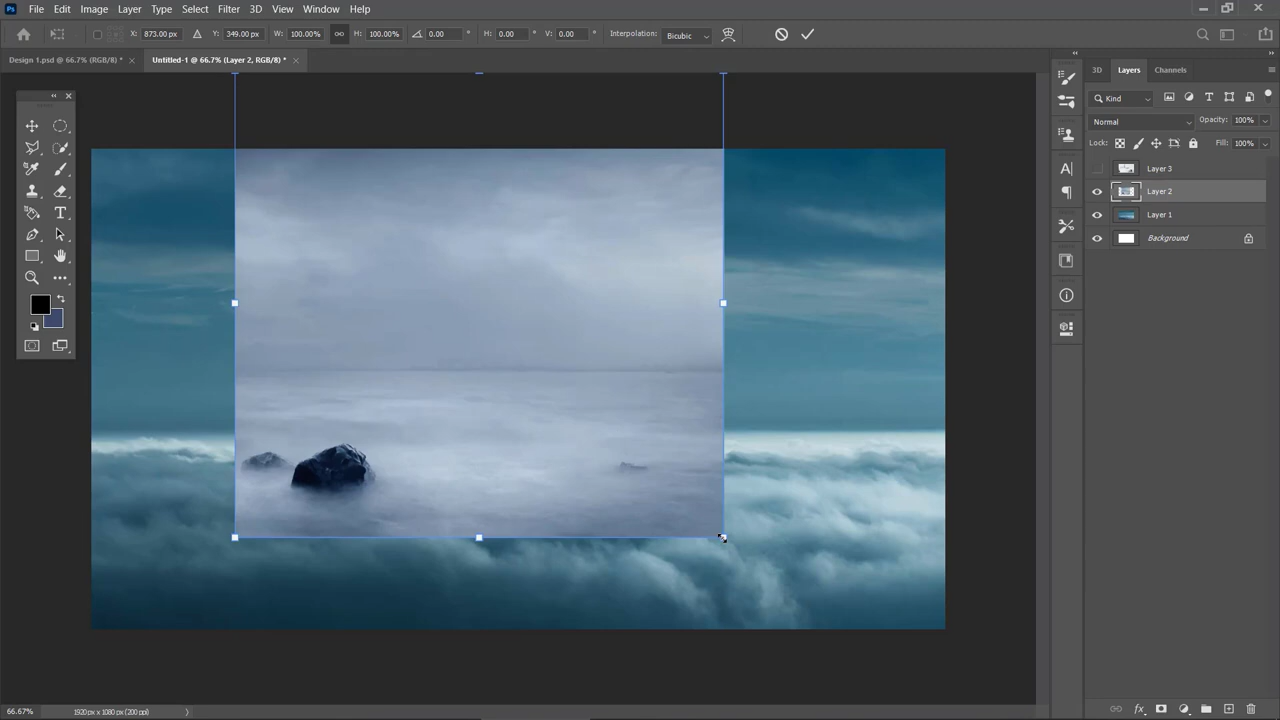 Ps File Edit Image Layer Type Select Filter 3D View Window Help
X: 873.00 px Y: 349.00 px W: 100.00% H: 100.00% 0.00 ° H: 0.00 ° V: 0.00 ° Interpolation: Bicubic
Design 1.psd @ 66.7% (RGB/8) * × Untitled-1 @ 66.7% (Layer 2, RGB/8) * ×
3D Layers Channels
Kind
Normal Opacity: 100%
Lock: Fill: 100%
Layer 3
Layer 2
Layer 1
Background
66.67% 1920 px x 1080 px (200 ppi)